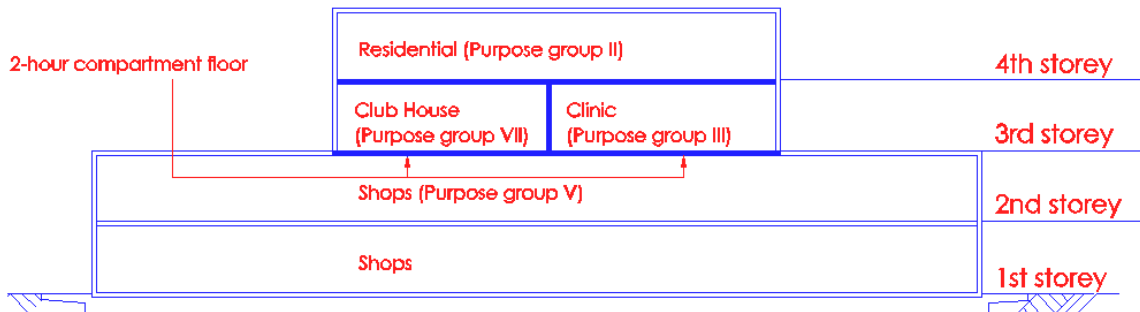 Residential (Purpose group II)
2-hour compartment floor
4th storey
Club House
(Purpose group VII)
Clinic
(Purpose group III)
3rd storey
Shops (Purpose group V)
2nd storey
Shops
1st storey